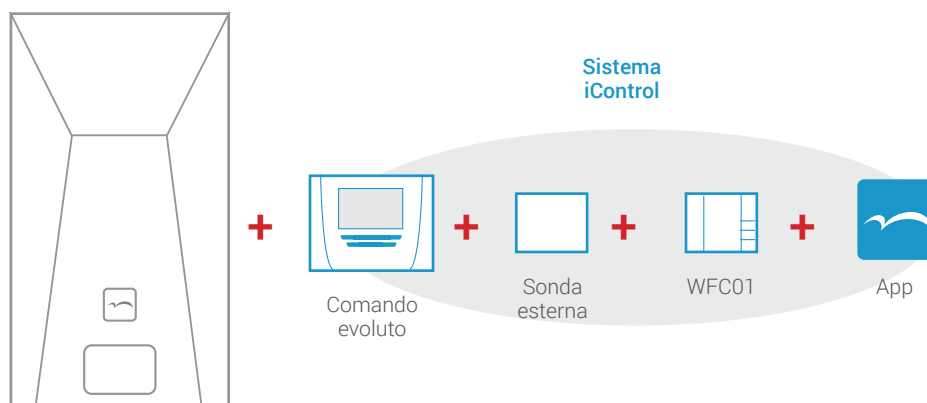 Sistema
iControl
+
+
+
+
Comando
evoluto
Sonda
esterna
WFC01
App